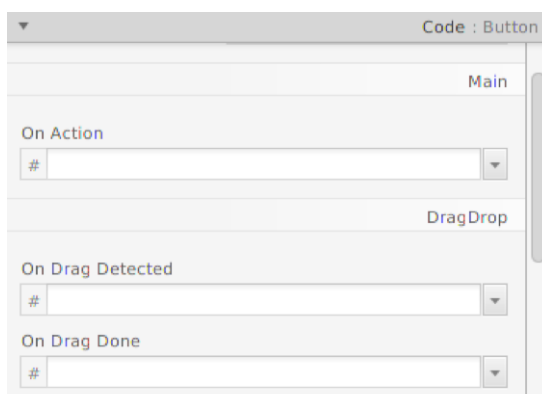 Code : Button
Main
On Action
#
DragDrop
On Drag Detected
#
On Drag Done
#